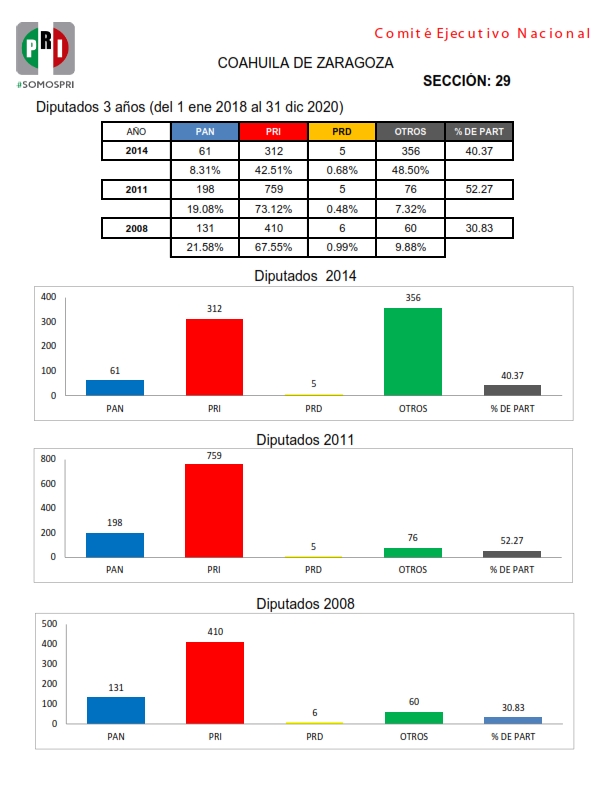 PRI
#SOMOSPRI
Comité Ejecutivo Nacional
COAHUILA DE ZARAGOZA
SECCIÓN: 29
Diputados 3 años (del 1 ene 2018 al 31 dic 2020)
AÑO PAN PRI PRD OTROS % DE PART
2014 61 312 5 356 40.37
8.31% 42.51% 0.68% 48.50%
2011 198 759 5 76 52.27
19.08% 73.12% 0.48% 7.32%
2008 131 410 6 60 30.83
21.58% 67.55% 0.99% 9.88%
Diputados 2014
400
300
200
100
0
61 312 5 356 40.37
PAN PRI PRD OTROS % DE PART
Diputados 2011
800
600
400
200
0
198 759 5 76 52.27
PAN PRI PRD OTROS % DE PART
Diputados 2008
500
400
300
200
100
0
131 410 6 60 30.83
PAN PRI PRD OTROS % DE PART